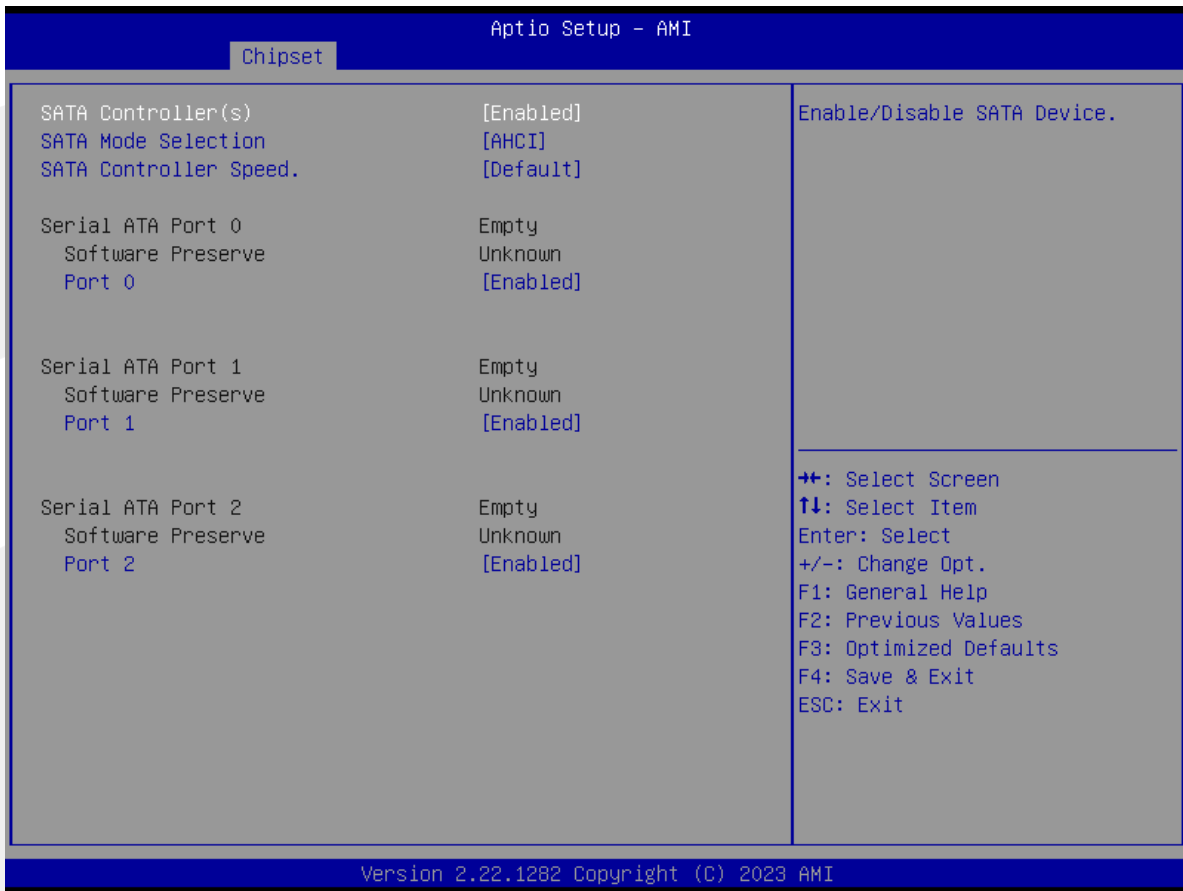 Aptio Setup – AMI
Chipset
SATA Controller(s) [Enabled]
SATA Mode Selection [AHCI]
SATA Controller Speed. [Default]
Serial ATA Port 0 Empty
Software Preserve Unknown
Port 0 [Enabled]
Serial ATA Port 1 Empty
Software Preserve Unknown
Port 1 [Enabled]
Serial ATA Port 2 Empty
Software Preserve Unknown
Port 2 [Enabled]
Enable/Disable SATA Device.
→←: Select Screen
↑↓: Select Item
Enter: Select
+/-: Change Opt.
F1: General Help
F2: Previous Values
F3: Optimized Defaults
F4: Save & Exit
ESC: Exit
Version 2.22.1282 Copyright (C) 2023 AMI